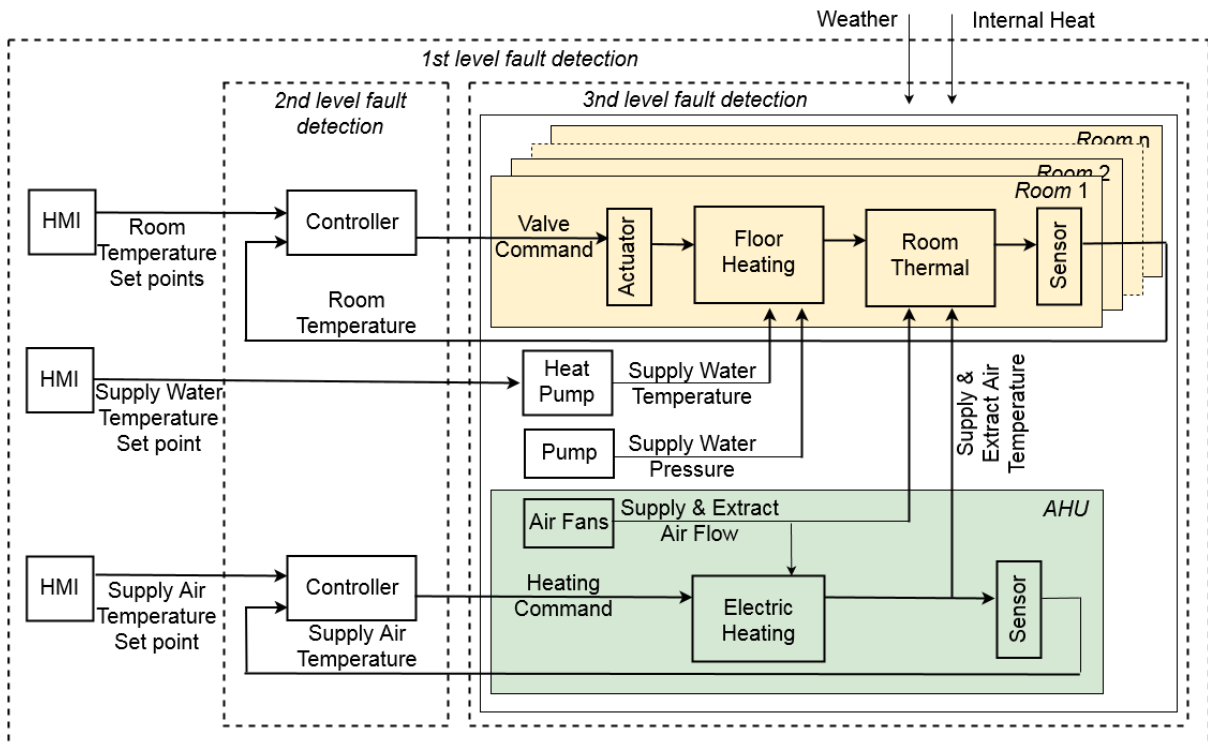 Weather
Internal Heat
1st level fault detection
2nd level fault
detection
3nd level fault detection
Room n
Room 2
Room 1
HMI
Room
Temperature
Set points
Controller
Valve
Command
Actuator
Floor
Heating
Room
Thermal
Sensor
Room
Temperature
HMI
Supply Water
Temperature
Set point
Heat
Pump
Supply Water
Temperature
Pump
Supply Water
Pressure
Supply &
Extract Air
Temperature
AHU
Air Fans
Supply & Extract
Air Flow
HMI
Supply Air
Temperature
Set point
Controller
Supply Air
Temperature
Heating
Command
Electric
Heating
Sensor